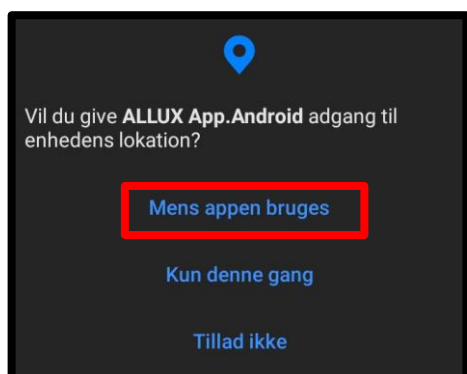 Vil du give ALLUX App.Android adgang til
enhedens lokation?
Mens appen bruges
Kun denne gang
Tillad ikke